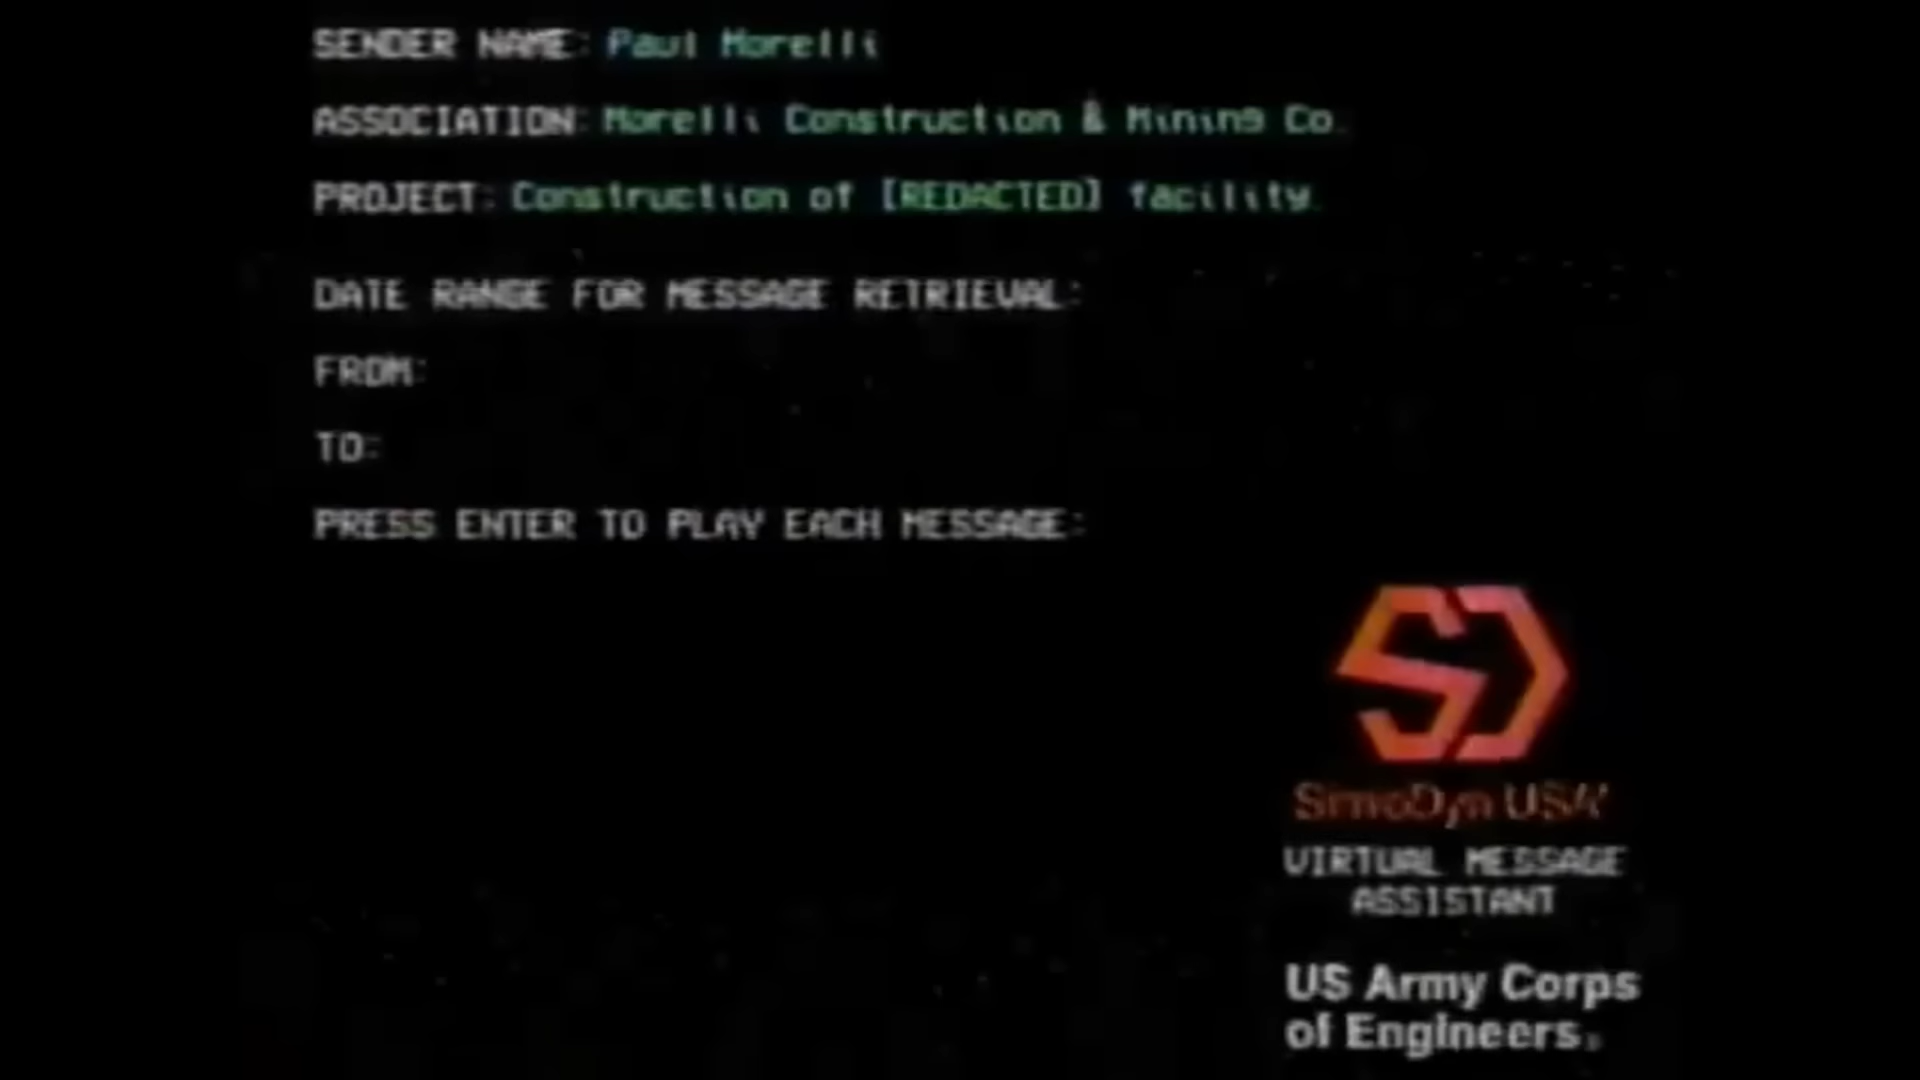 SENDER NAME: Paul Morelli
ASSOCIATION: Morelli Construction & Mining Co.
PROJECT: Construction of [REDACTED] facility.
DATE RANGE FOR MESSAGE RETRIEVAL:
FROM:
TO:
PRESS ENTER TO PLAY EACH MESSAGE:
SD
USA
VIRTUAL MESSAGE
ASSISTANT
US Army Corps
of Engineers.